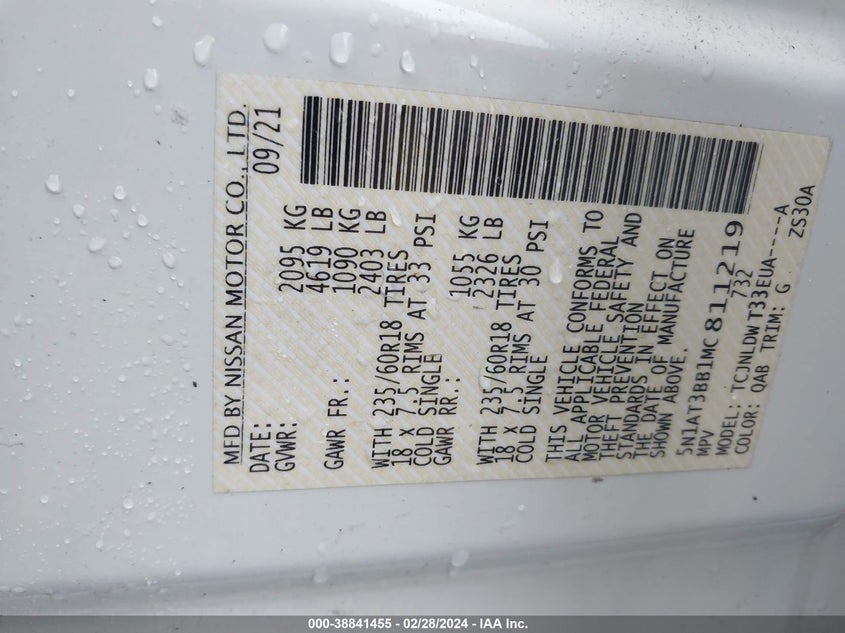 MFD BY NISSAN MOTOR CO., LTD.
DATE: 09/21
GVWR: 2095 KG
4619 LB
GAWR FR.: 1090 KG
2403 LB
WITH 235/60R18 TIRES
18 x 7.5 RIMS AT 33 PSI
COLD SINGLE
GAWR RR.: 1055 KG
2326 LB
WITH 235/60R18 TIRES
18 x 7.5 RIMS AT 30 PSI
COLD SINGLE
THIS VEHICLE CONFORMS TO
ALL APPLICABLE FEDERAL
MOTOR VEHICLE SAFETY AND
THEFT PREVENTION
STANDARDS IN EFFECT ON
THE DATE OF MANUFACTURE
SHOWN ABOVE.
5N1AT3BB1MC811219
MPV 732
MODEL: TCJNLDWT33EUA----A
COLOR: QAB TRIM: G ZS30A
000-38841455 - 02/28/2024 - IAA Inc.